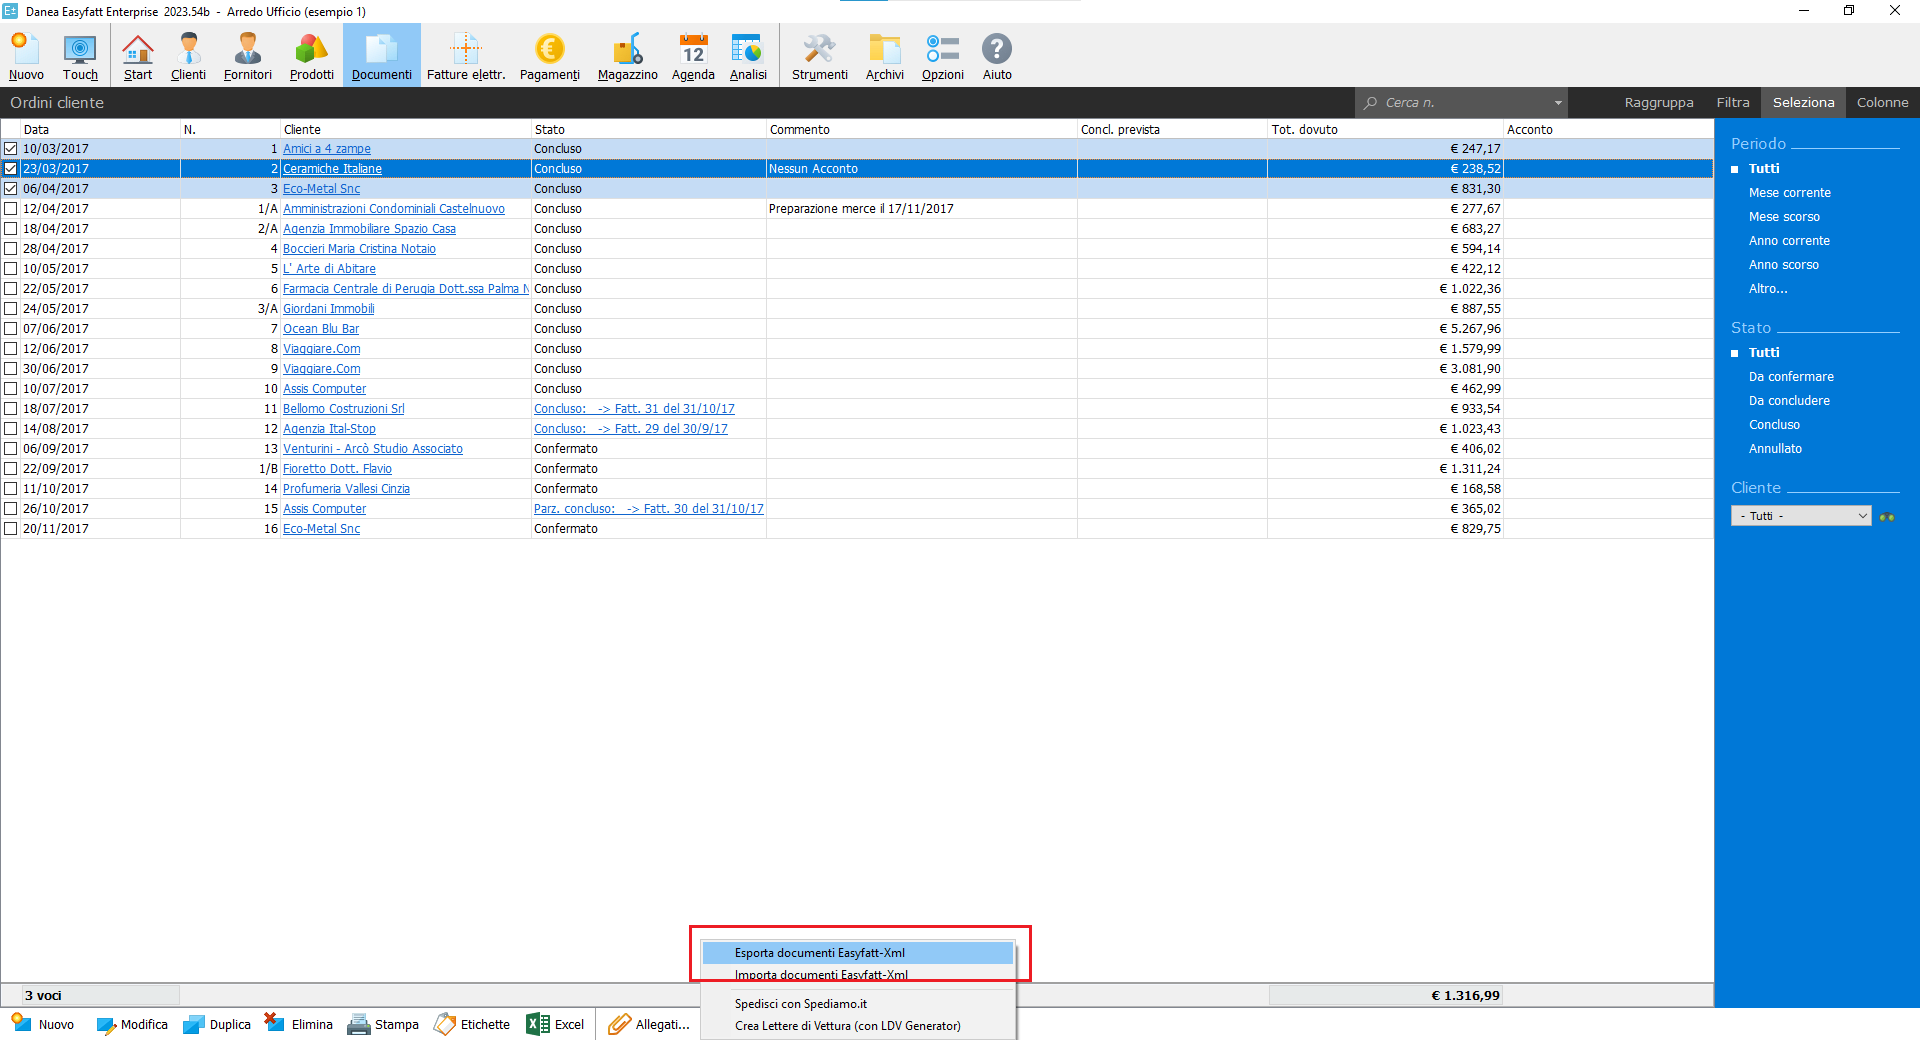 Danea Easyfatt Enterprise 2023.54b - Arredo Ufficio (esempio 1)
Nuovo Touch Start Clienti Fornitori Prodotti Documenti Fatture elettr. Pagamenti Magazzino Agenda Analisi Strumenti Archivi Opzioni Aiuto
Ordini cliente Cerca n. Raggruppa Filtra Seleziona Colonne
Data N. Cliente Stato Commento Concl. prevista Tot. dovuto Acconto
10/03/2017 1 Amici a 4 zampe Concluso € 247,17
23/03/2017 2 Ceramiche Italiane Concluso Nessun Acconto € 238,52
06/04/2017 3 Eco-Metal Snc Concluso € 831,30
12/04/2017 1/A Amministrazioni Condominiali Castelnuovo Concluso Preparazione merce il 17/11/2017 € 277,67
18/04/2017 2/A Agenzia Immobiliare Spazio Casa Concluso € 683,27
28/04/2017 4 Boccieri Maria Cristina Notaio Concluso € 594,14
10/05/2017 5 L' Arte di Abitare Concluso € 422,12
22/05/2017 6 Farmacia Centrale di Perugia Dott.ssa Palma N Concluso € 1.022,36
24/05/2017 3/A Giordani Immobili Concluso € 887,55
07/06/2017 7 Ocean Blu Bar Concluso € 5.267,96
12/06/2017 8 Viaggiare.Com Concluso € 1.579,99
30/06/2017 9 Viaggiare.Com Concluso € 3.081,90
10/07/2017 10 Assis Computer Concluso € 462,99
18/07/2017 11 Bellomo Costruzioni Srl Concluso: -> Fatt. 31 del 31/10/17 € 933,54
14/08/2017 12 Agenzia Ital-Stop Concluso: -> Fatt. 29 del 30/9/17 € 1.023,43
06/09/2017 13 Venturini - Arcò Studio Associato Confermato € 406,02
22/09/2017 1/B Fioretto Dott. Flavio Confermato € 1.311,24
11/10/2017 14 Profumeria Vallesi Cinzia Confermato € 168,58
26/10/2017 15 Assis Computer Parz. concluso: -> Fatt. 30 del 31/10/17 € 365,02
20/11/2017 16 Eco-Metal Snc Confermato € 829,75
Periodo
Tutti
Mese corrente
Mese scorso
Anno corrente
Anno scorso
Altro...
Stato
Tutti
Da confermare
Da concludere
Concluso
Annullato
Cliente
- Tutti -
Esporta documenti Easyfatt-Xml
Importa documenti Easyfatt-Xml
Spedisci con Spediamo.it
Crea Lettere di Vettura (con LDV Generator)
3 voci € 1.316,99
Nuovo Modifica Duplica Elimina Stampa Etichette Excel Allegati...